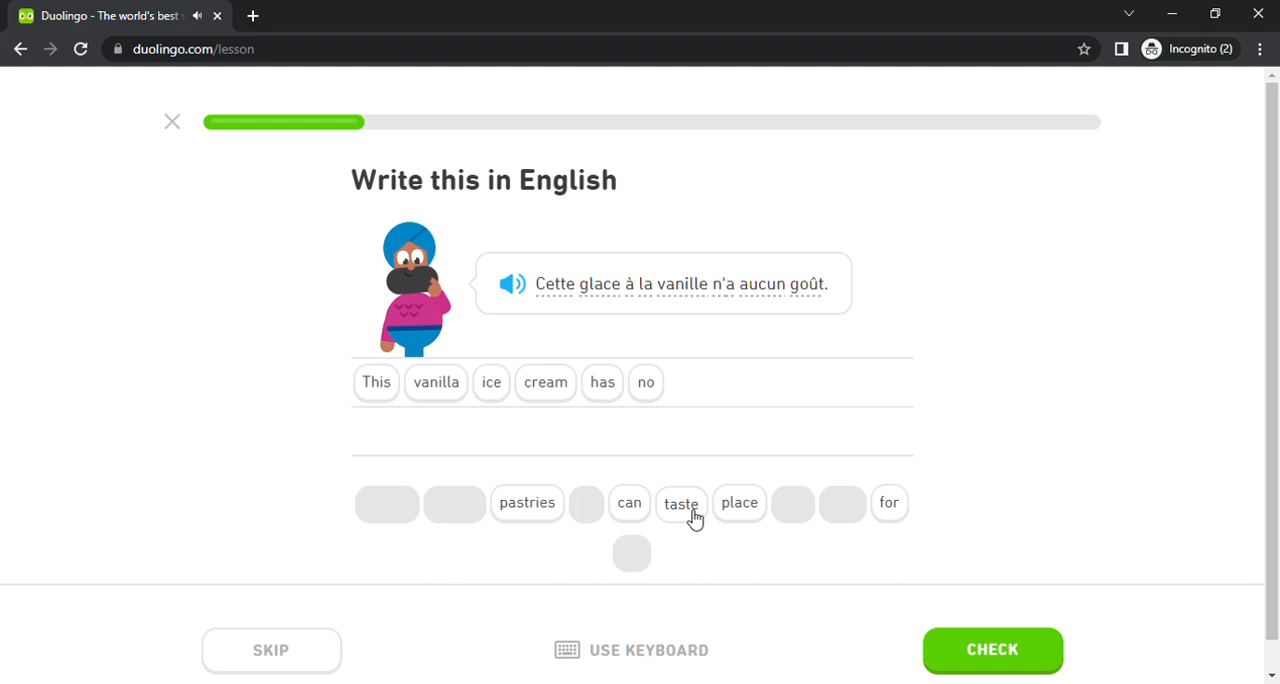 Duolingo - The world's best
duolingo.com/lesson
Incognito (2)
Write this in English
Cette glace à la vanille n'a aucun goût.
This vanilla ice cream has no
pastries can taste place for
SKIP USE KEYBOARD CHECK